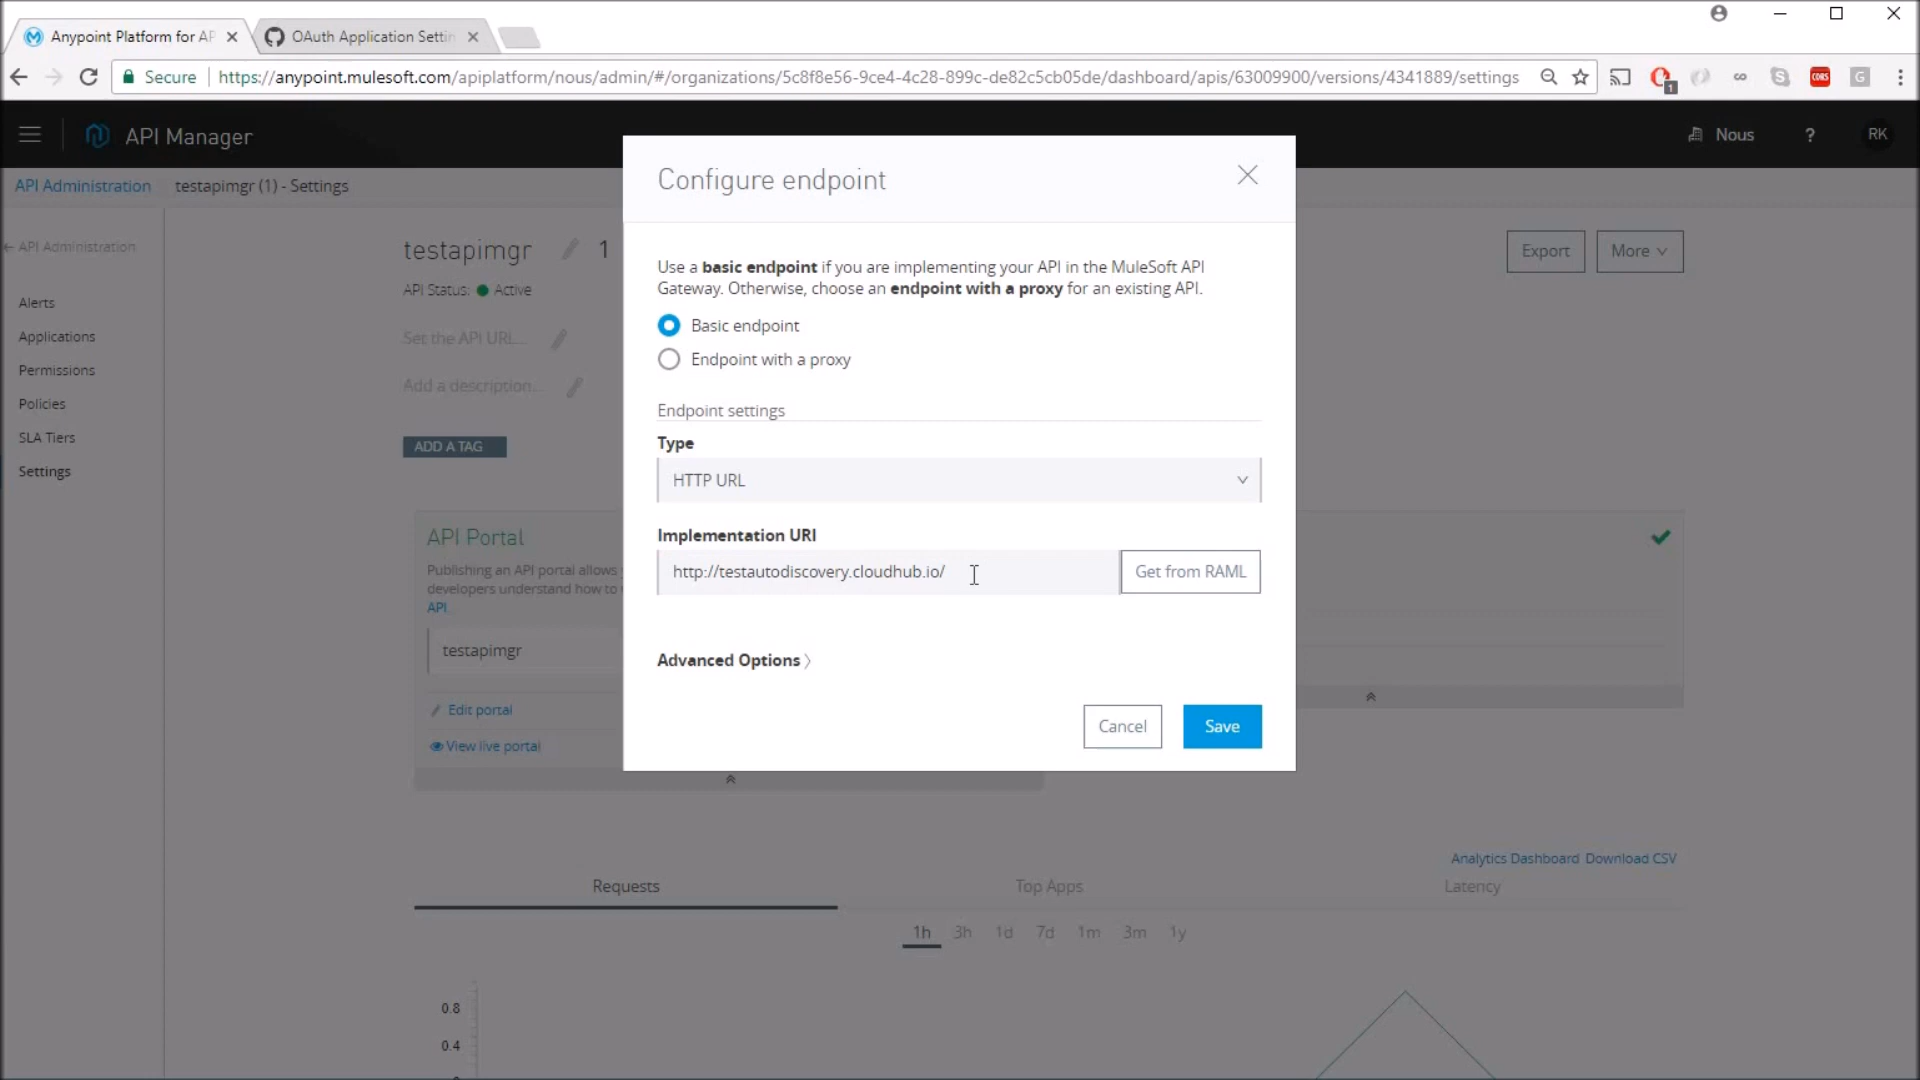 Anypoint Platform for AP
OAuth Application Settin
Secure
https://anypoint.mulesoft.com/apiplatform/nous/admin/#/organizations/5c8f8e56-9ce4-4c28-899c-de82c5cb05de/dashboard/apis/63009900/versions/4341889/settings
1
CORS
G
API Manager
Nous
?
RK
API Administration
testapimgr (1) - Settings
API Administration
Alerts
Applications
Permissions
Policies
SLA Tiers
Settings
testapimgr
1
API Status:
Active
Set the API URL...
Add a description...
ADD A TAG
Export
More
API Portal
Publishing an API portal allows
developers understand how to
API.
testapimgr
Edit portal
View live portal
Configure endpoint
Use a basic endpoint if you are implementing your API in the MuleSoft API
Gateway. Otherwise, choose an endpoint with a proxy for an existing API.
Basic endpoint
Endpoint with a proxy
Endpoint settings
Type
HTTP URL
Implementation URI
http://testautodiscovery.cloudhub.io/
Get from RAML
Advanced Options
Cancel
Save
Analytics Dashboard Download CSV
Requests
Top Apps
Latency
1h 3h 1d 7d 1m 3m 1y
0.8
0.4